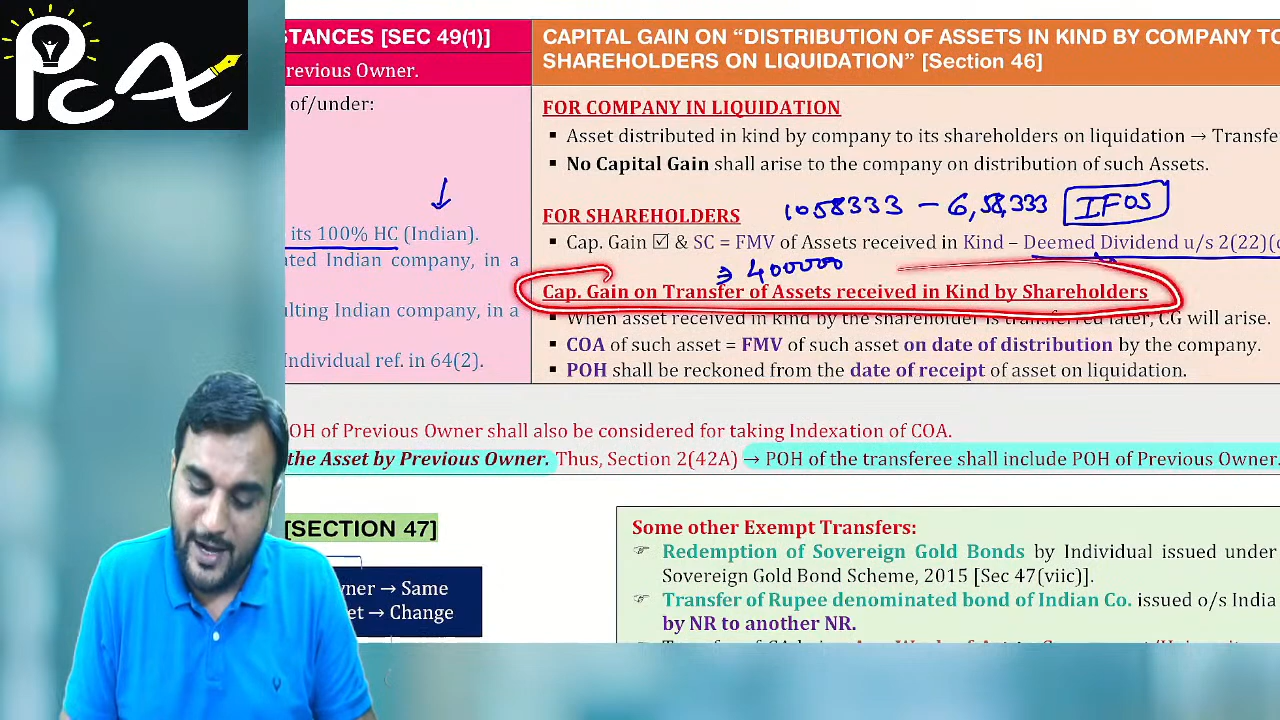 PCA
STANCES [SEC 49(1)]
revious Owner.
of/under:
its 100% HC (Indian).
ated Indian company, in a
ulting Indian company, in a
Individual ref. in 64(2).
CAPITAL GAIN ON “DISTRIBUTION OF ASSETS IN KIND BY COMPANY TO
SHAREHOLDERS ON LIQUIDATION” [Section 46]
FOR COMPANY IN LIQUIDATION
▪ Asset distributed in kind by company to its shareholders on liquidation → Transfe
▪ No Capital Gain shall arise to the company on distribution of such Assets.
1058333 – 6,58,333 IFOS
FOR SHAREHOLDERS
▪ Cap. Gain ☑ & SC = FMV of Assets received in Kind – Deemed Dividend u/s 2(22)(c
⇒ 400000
Cap. Gain on Transfer of Assets received in Kind by Shareholders
▪ When asset received in kind by the shareholder is transferred later, CG will arise.
▪ COA of such asset = FMV of such asset on date of distribution by the company.
▪ POH shall be reckoned from the date of receipt of asset on liquidation.
OH of Previous Owner shall also be considered for taking Indexation of COA.
the Asset by Previous Owner. Thus, Section 2(42A) → POH of the transferee shall include POH of Previous Owner.
[SECTION 47]
wner → Same
et → Change
Some other Exempt Transfers:
☞ Redemption of Sovereign Gold Bonds by Individual issued under
Sovereign Gold Bond Scheme, 2015 [Sec 47(viic)].
☞ Transfer of Rupee denominated bond of Indian Co. issued o/s India
by NR to another NR.